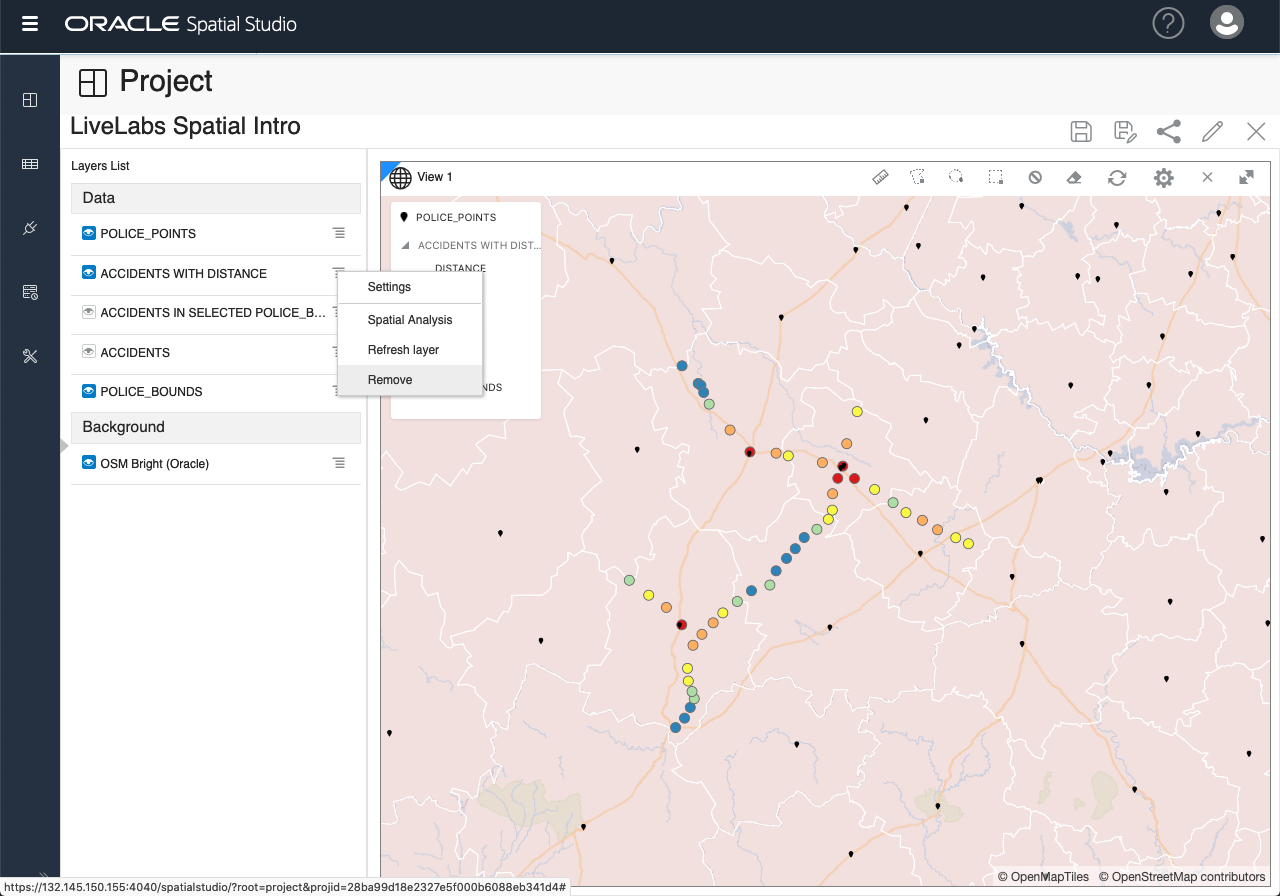 ORACLE Spatial Studio
Project
LiveLabs Spatial Intro
Layers List
Data
POLICE_POINTS
ACCIDENTS WITH DISTANCE
ACCIDENTS IN SELECTED POLICE_B...
ACCIDENTS
POLICE_BOUNDS
Background
OSM Bright (Oracle)
Settings
Spatial Analysis
Refresh layer
Remove
View 1
POLICE_POINTS
ACCIDENTS WITH DIST...
DISTANCE
NDS
© OpenMapTiles © OpenStreetMap contributors
https://132.145.150.155:4040/spatialstudio/?root=project&projid=28ba99d18e2327e5f000b6088eb341d4#